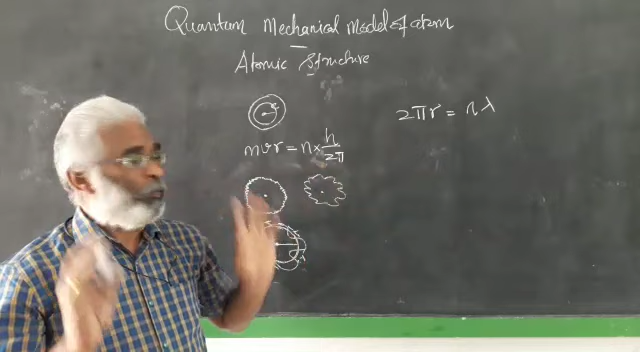 Quantum Mechanical Model of atom
Atomic Structure
2πr = nλ
mvr = n × h/2π